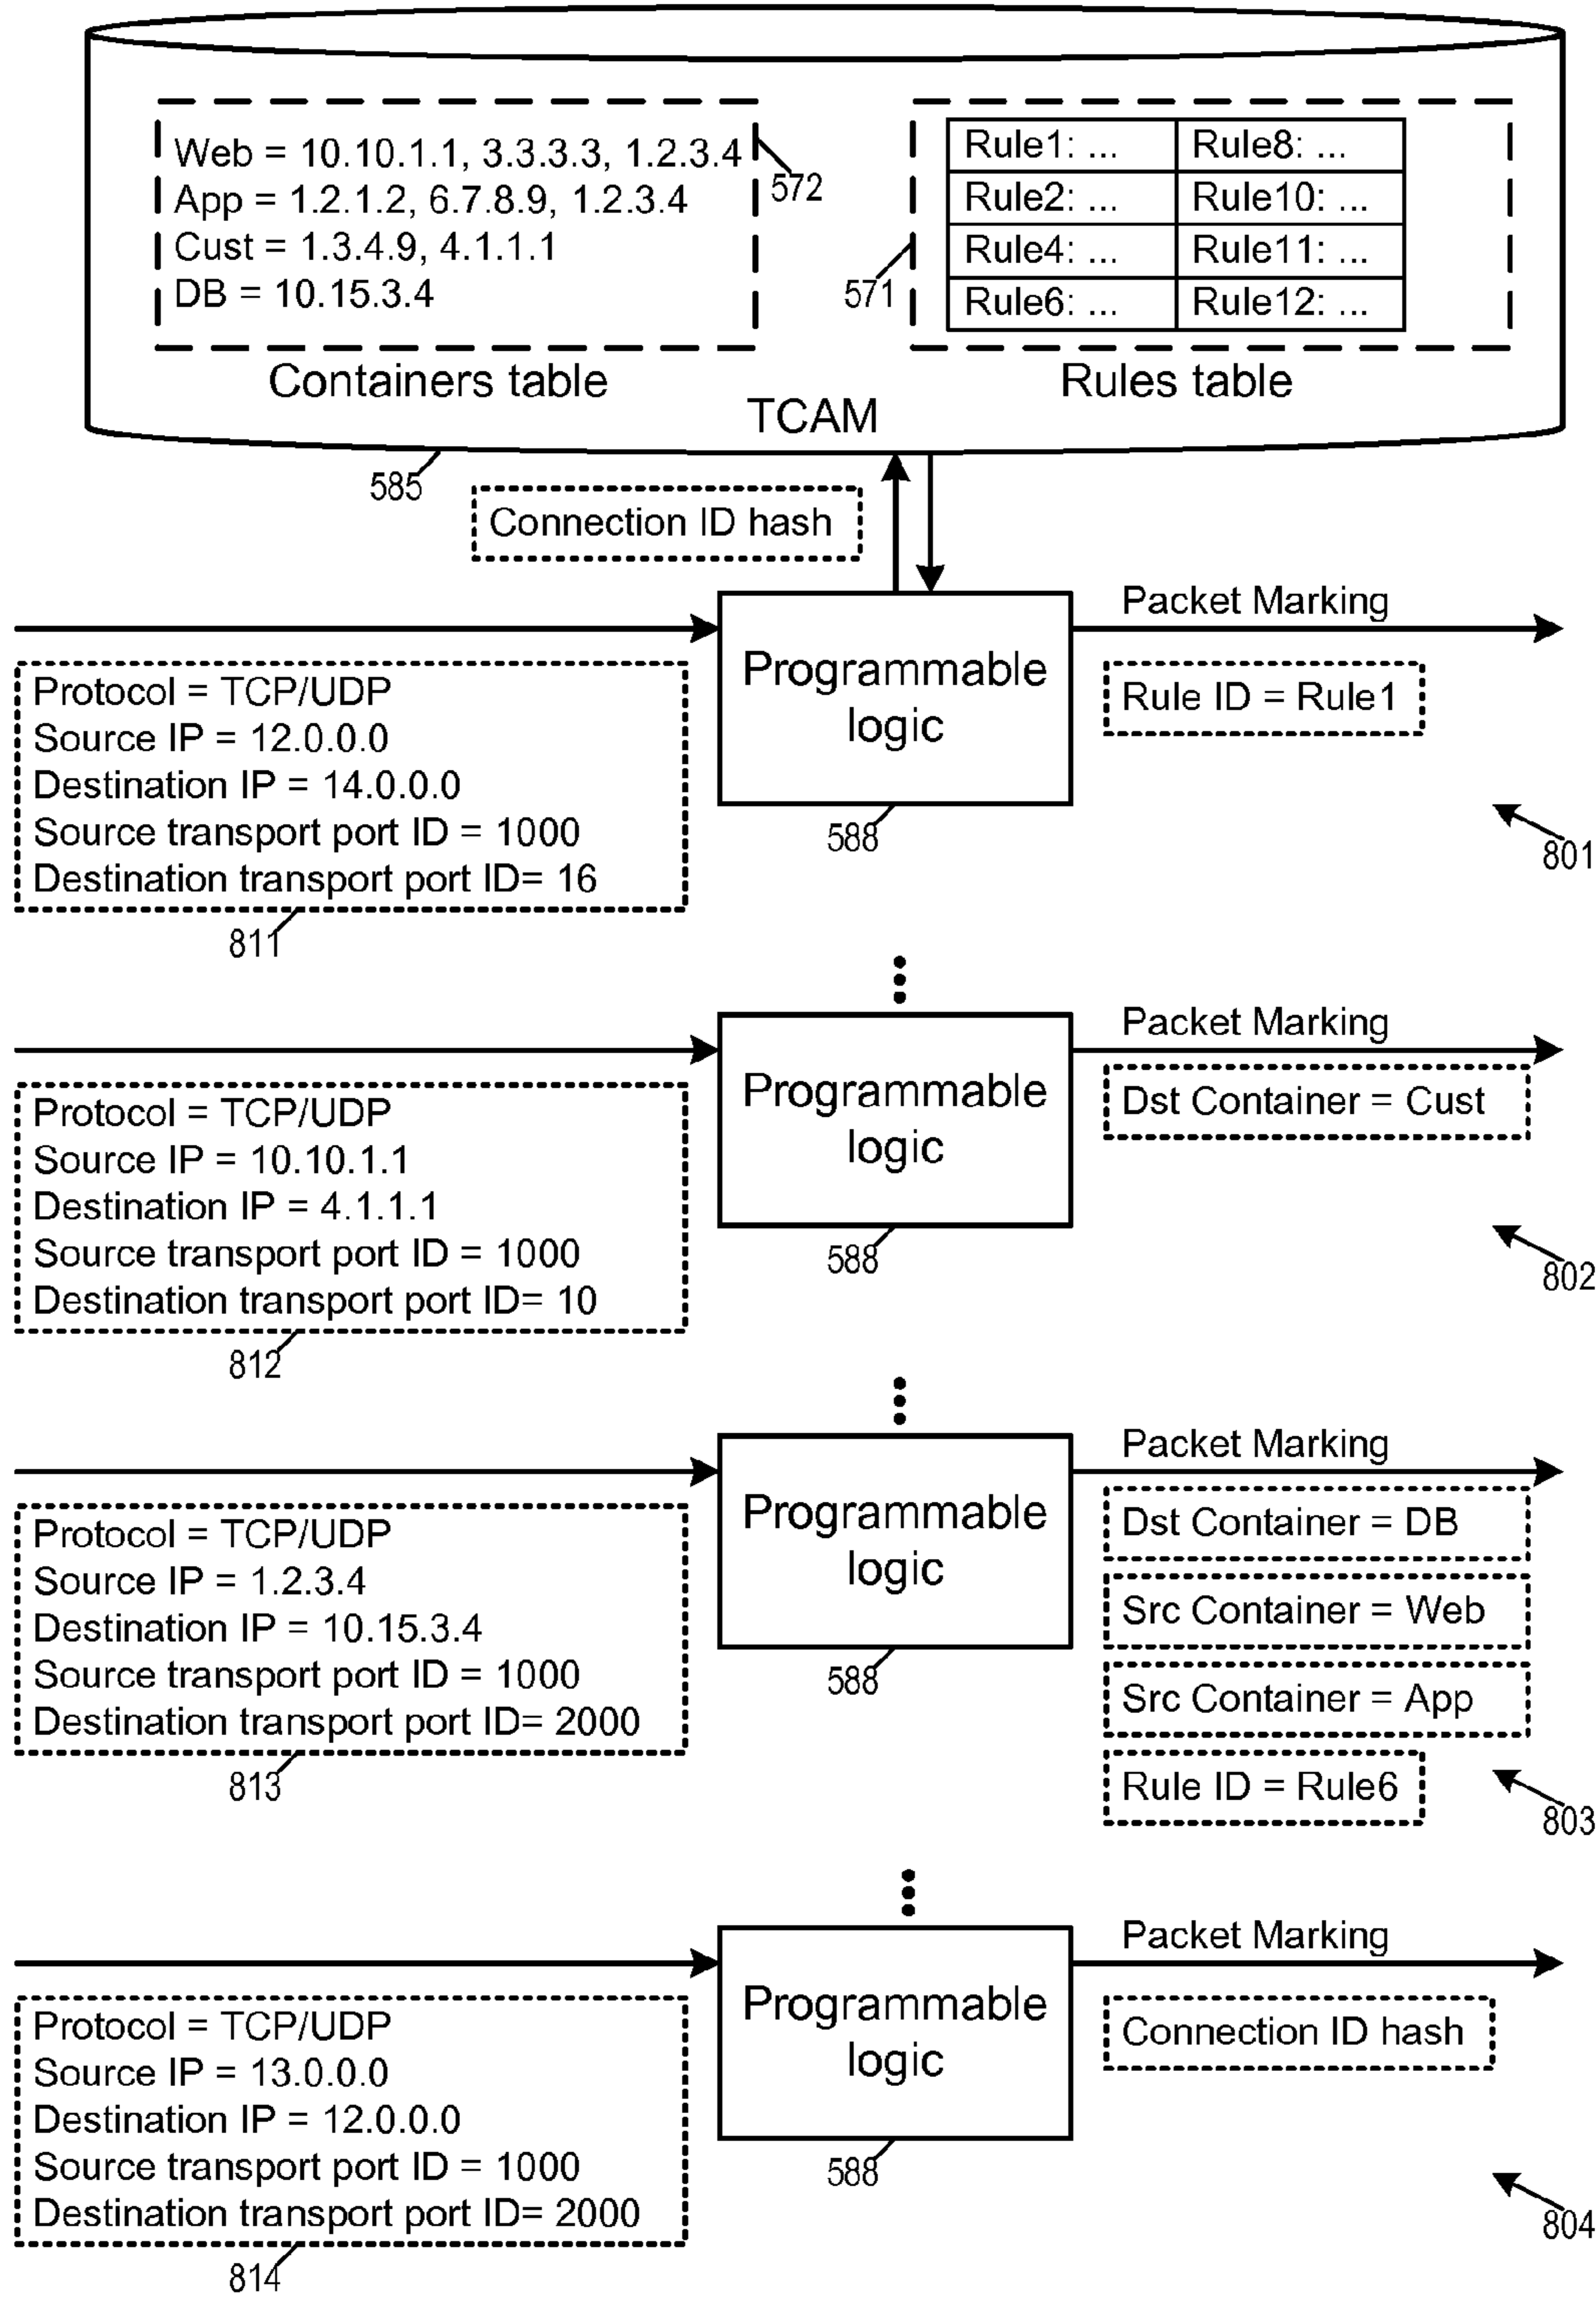 Web = 10.10.1.1, 3.3.3.3, 1.2.3.4
App = 1.2.1.2, 6.7.8.9, 1.2.3.4
Cust = 1.3.4.9, 4.1.1.1
DB = 10.15.3.4
572
Containers table
Rule1: ... Rule8: ...
Rule2: ... Rule10: ...
Rule4: ... Rule11: ...
Rule6: ... Rule12: ...
571
Rules table
TCAM
585
Connection ID hash
Programmable
logic
588
Packet Marking
Rule ID = Rule1
801
Protocol = TCP/UDP
Source IP = 12.0.0.0
Destination IP = 14.0.0.0
Source transport port ID = 1000
Destination transport port ID= 16
811
Programmable
logic
588
Packet Marking
Dst Container = Cust
802
Protocol = TCP/UDP
Source IP = 10.10.1.1
Destination IP = 4.1.1.1
Source transport port ID = 1000
Destination transport port ID= 10
812
Programmable
logic
588
Packet Marking
Dst Container = DB
Src Container = Web
Src Container = App
Rule ID = Rule6
803
Protocol = TCP/UDP
Source IP = 1.2.3.4
Destination IP = 10.15.3.4
Source transport port ID = 1000
Destination transport port ID= 2000
813
Programmable
logic
588
Packet Marking
Connection ID hash
804
Protocol = TCP/UDP
Source IP = 13.0.0.0
Destination IP = 12.0.0.0
Source transport port ID = 1000
Destination transport port ID= 2000
814